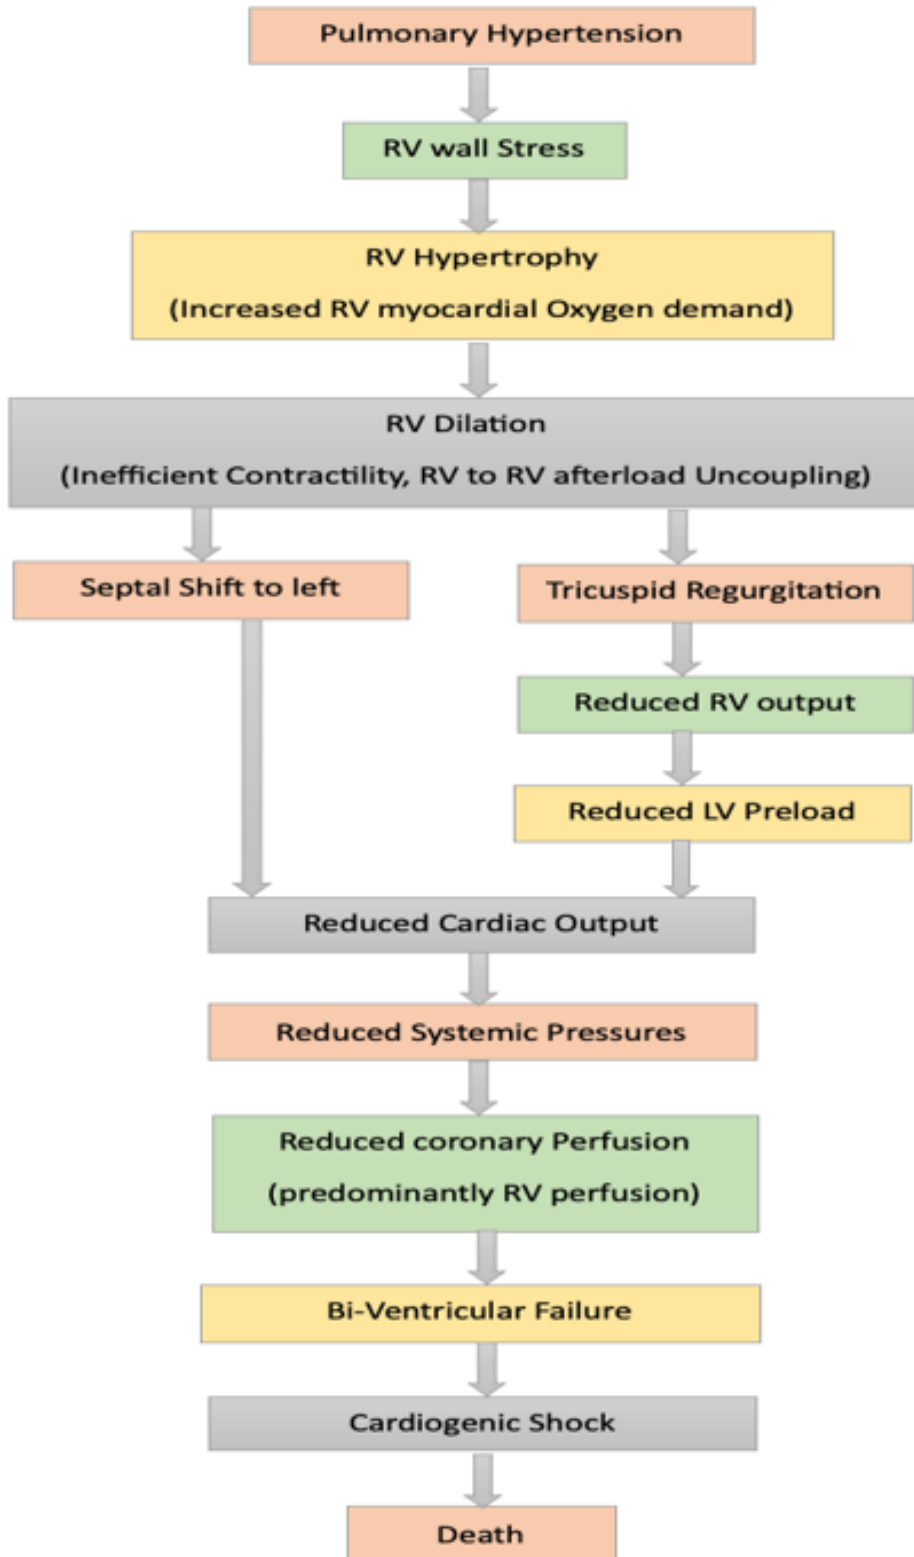 Pulmonary Hypertension
RV wall Stress
RV Hypertrophy
(Increased RV myocardial Oxygen demand)
RV Dilation
(Inefficient Contractility, RV to RV afterload Uncoupling)
Septal Shift to left
Tricuspid Regurgitation
Reduced RV output
Reduced LV Preload
Reduced Cardiac Output
Reduced Systemic Pressures
Reduced coronary Perfusion
(predominantly RV perfusion)
Bi-Ventricular Failure
Cardiogenic Shock
Death